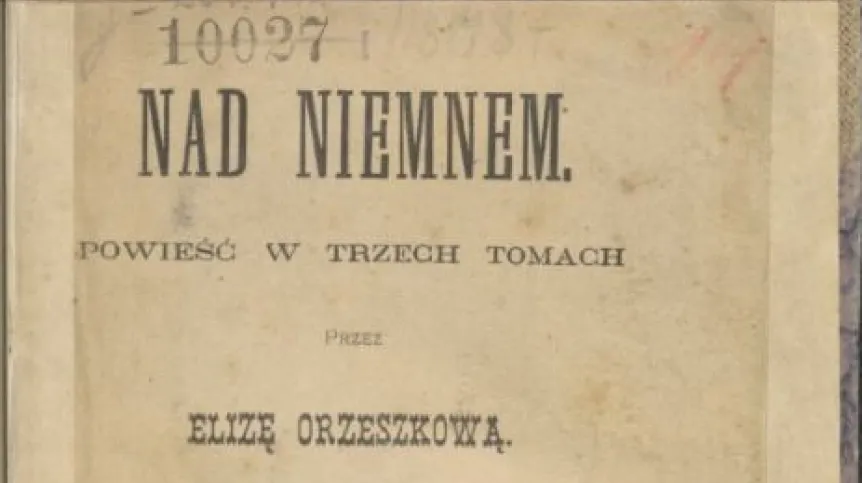 10027
NAD NIEMNEM.
POWIEŚĆ W TRZECH TOMACH
PRZEZ
ELIZĘ ORZESZKOWĄ.